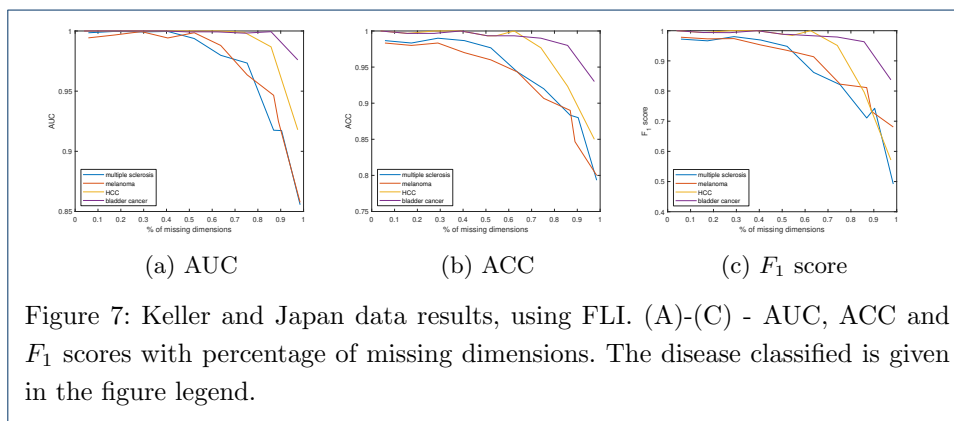 1
0.95
0.9
0.85
AUC
multiple sclerosis
melanoma
HCC
bladder cancer
0 0.1 0.2 0.3 0.4 0.5 0.6 0.7 0.8 0.9 1
% of missing dimensions
(a) AUC
1
0.95
0.9
0.85
0.8
0.75
ACC
multiple sclerosis
melanoma
HCC
bladder cancer
0 0.1 0.2 0.3 0.4 0.5 0.6 0.7 0.8 0.9 1
% of missing dimensions
(b) ACC
1
0.9
0.8
0.7
0.6
0.5
0.4
F₁ score
multiple sclerosis
melanoma
HCC
bladder cancer
0 0.1 0.2 0.3 0.4 0.5 0.6 0.7 0.8 0.9 1
% of missing dimensions
(c) F₁ score
Figure 7: Keller and Japan data results, using FLI. (A)-(C) - AUC, ACC and
F₁ scores with percentage of missing dimensions. The disease classified is given
in the figure legend.